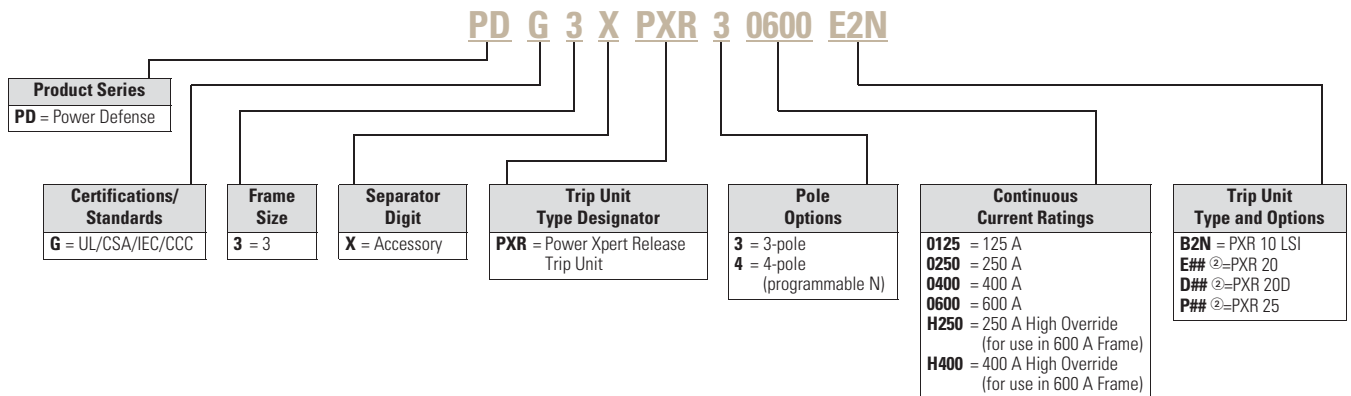 PD G 3 X PXR 3 0600 E2N
Product Series
PD = Power Defense
Certifications/
Standards
G = UL/CSA/IEC/CCC
Frame
Size
3 = 3
Separator
Digit
X = Accessory
Trip Unit
Type Designator
PXR = Power Xpert Release
Trip Unit
Pole
Options
3 = 3-pole
4 = 4-pole
(programmable N)
Continuous
Current Ratings
0125 = 125 A
0250 = 250 A
0400 = 400 A
0600 = 600 A
H250 = 250 A High Override
(for use in 600 A Frame)
H400 = 400 A High Override
(for use in 600 A Frame)
Trip Unit
Type and Options
B2N = PXR 10 LSI
E## ②=PXR 20
D## ②=PXR 20D
P## ②=PXR 25